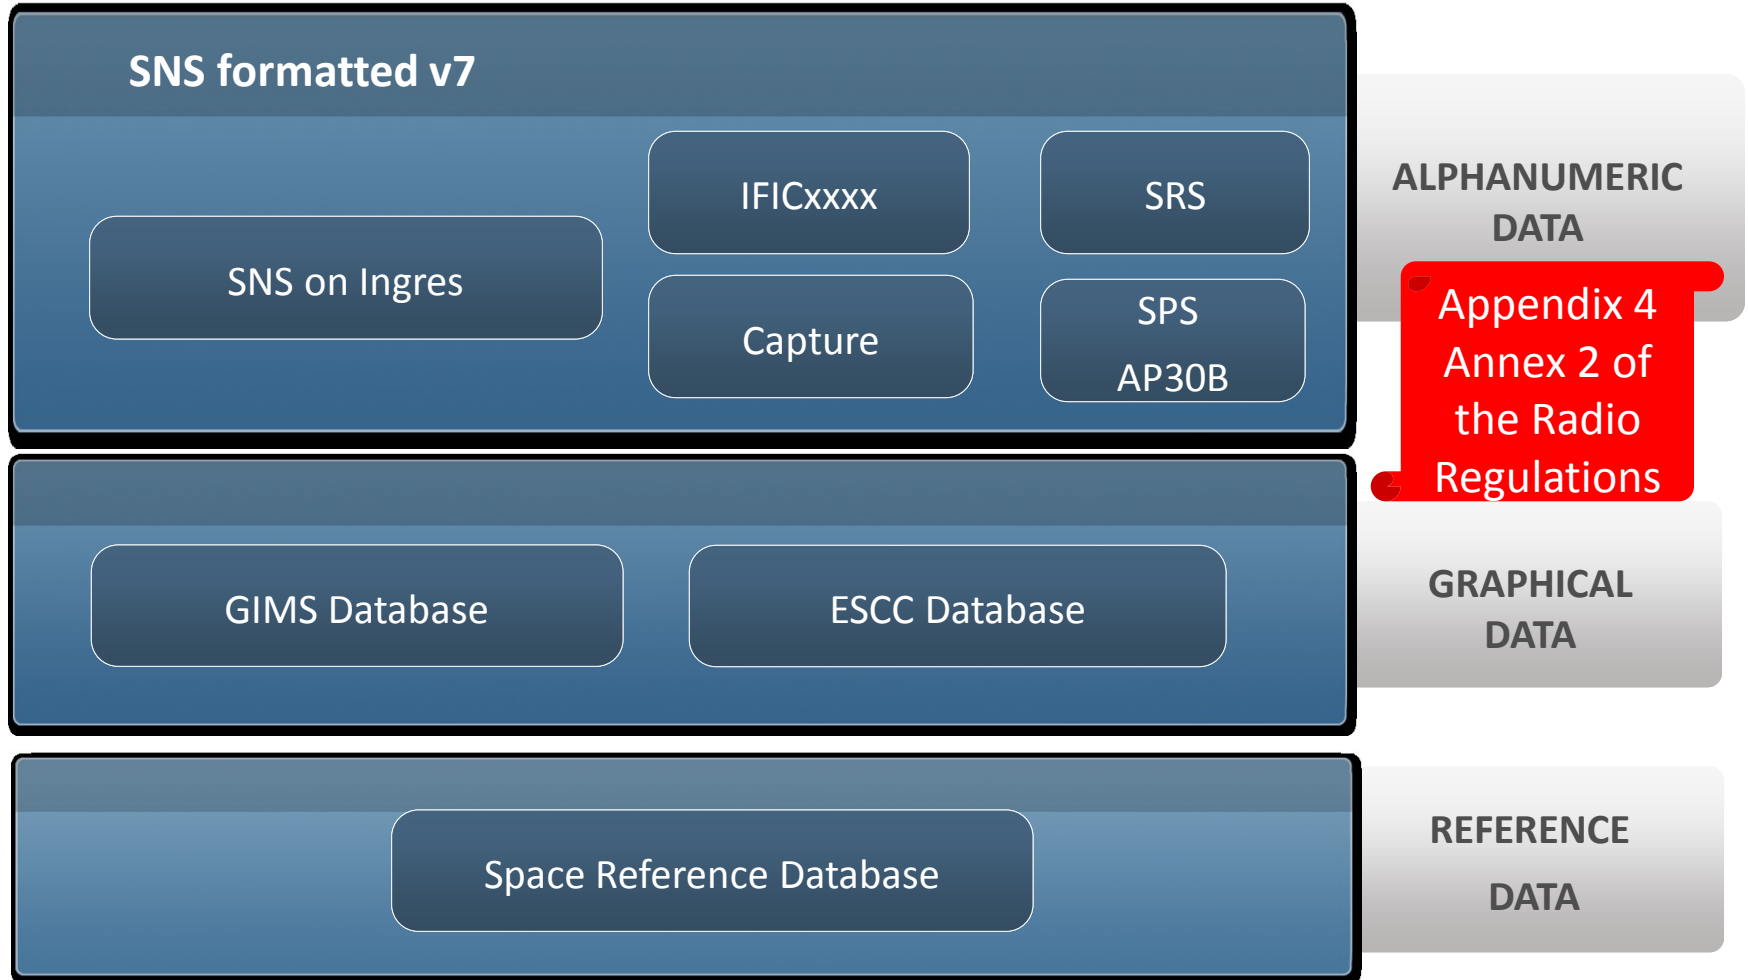 SNS formatted v7
SNS on Ingres
IFICxxxx
SRS
Capture
SPS
AP30B
ALPHANUMERIC
DATA
Appendix 4
Annex 2 of
the Radio
Regulations
GIMS Database
ESCC Database
GRAPHICAL
DATA
Space Reference Database
REFERENCE
DATA